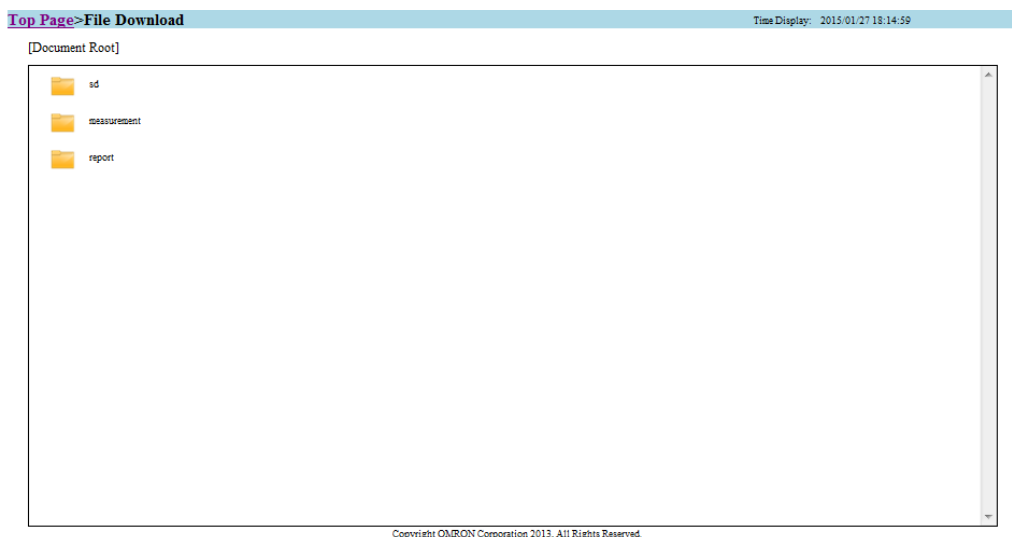 Top Page>File Download
Time Display: 2015/01/27 18:14:59
[Document Root]
sd
measurement
report
Copyright OMRON Corporation 2013. All Rights Reserved.